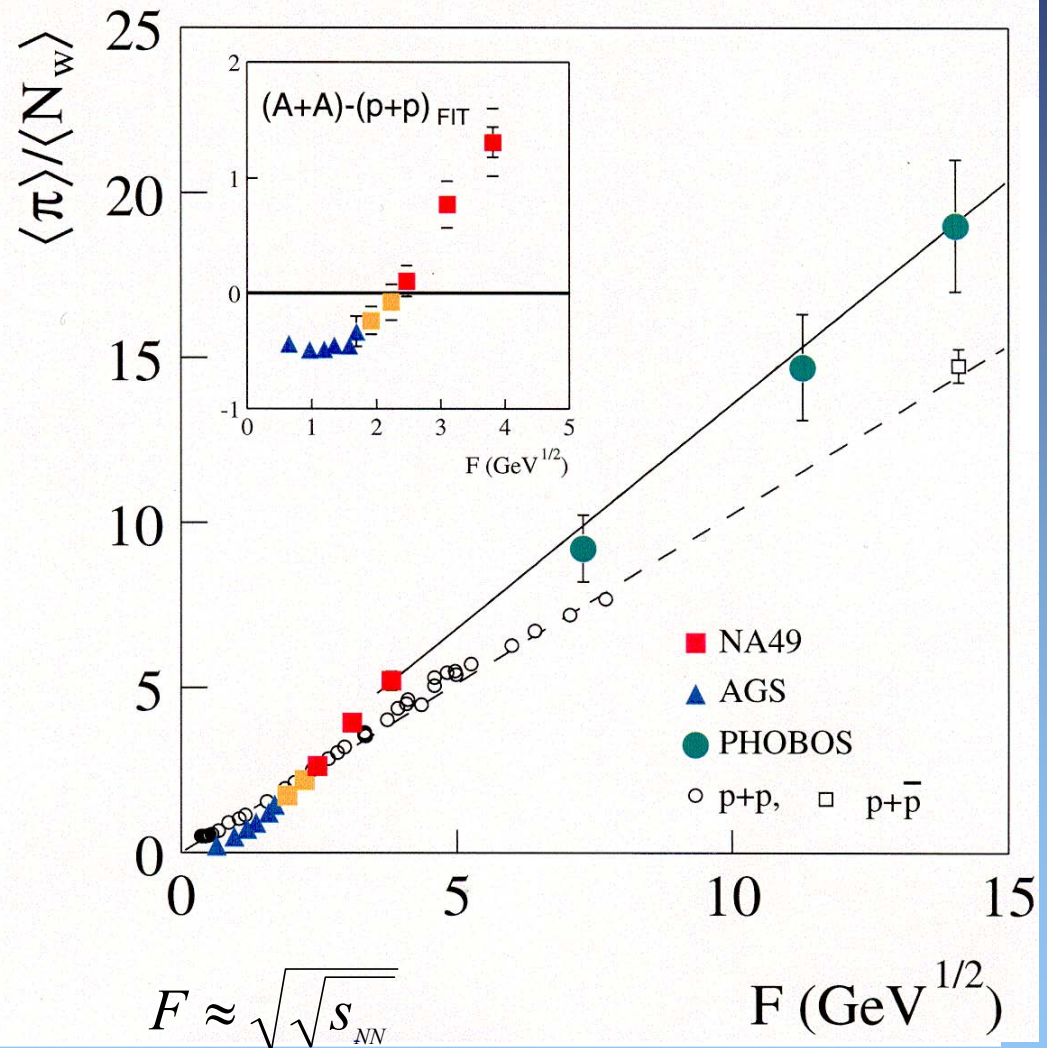 ⟨π⟩/⟨N_w⟩
25
20
15
10
5
0
2
1
0
-1
(A+A)-(p+p) FIT
0 1 2 3 4 5
F (GeV^1/2)
NA49
AGS
PHOBOS
p+p, p+p̅
0 5 10 15
F (GeV^1/2)
F ≈ √√s_NN